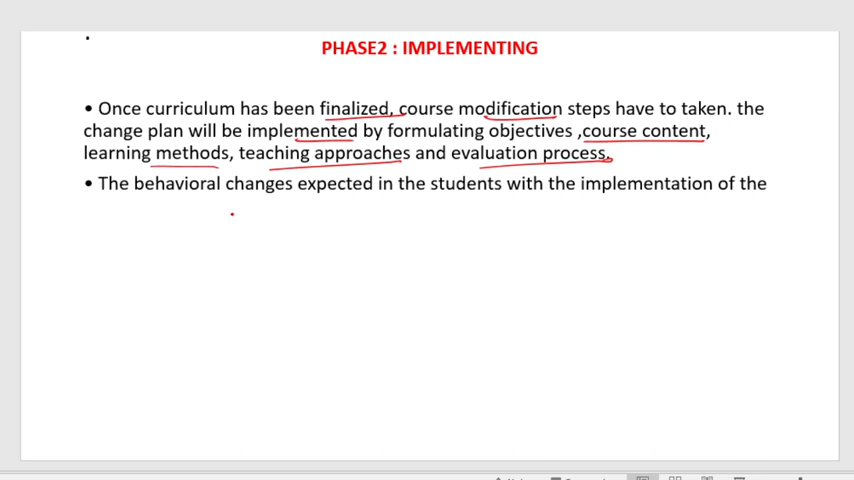 PHASE2 : IMPLEMENTING
• Once curriculum has been finalized, course modification steps have to taken. the
change plan will be implemented by formulating objectives ,course content,
learning methods, teaching approaches and evaluation process.
• The behavioral changes expected in the students with the implementation of the